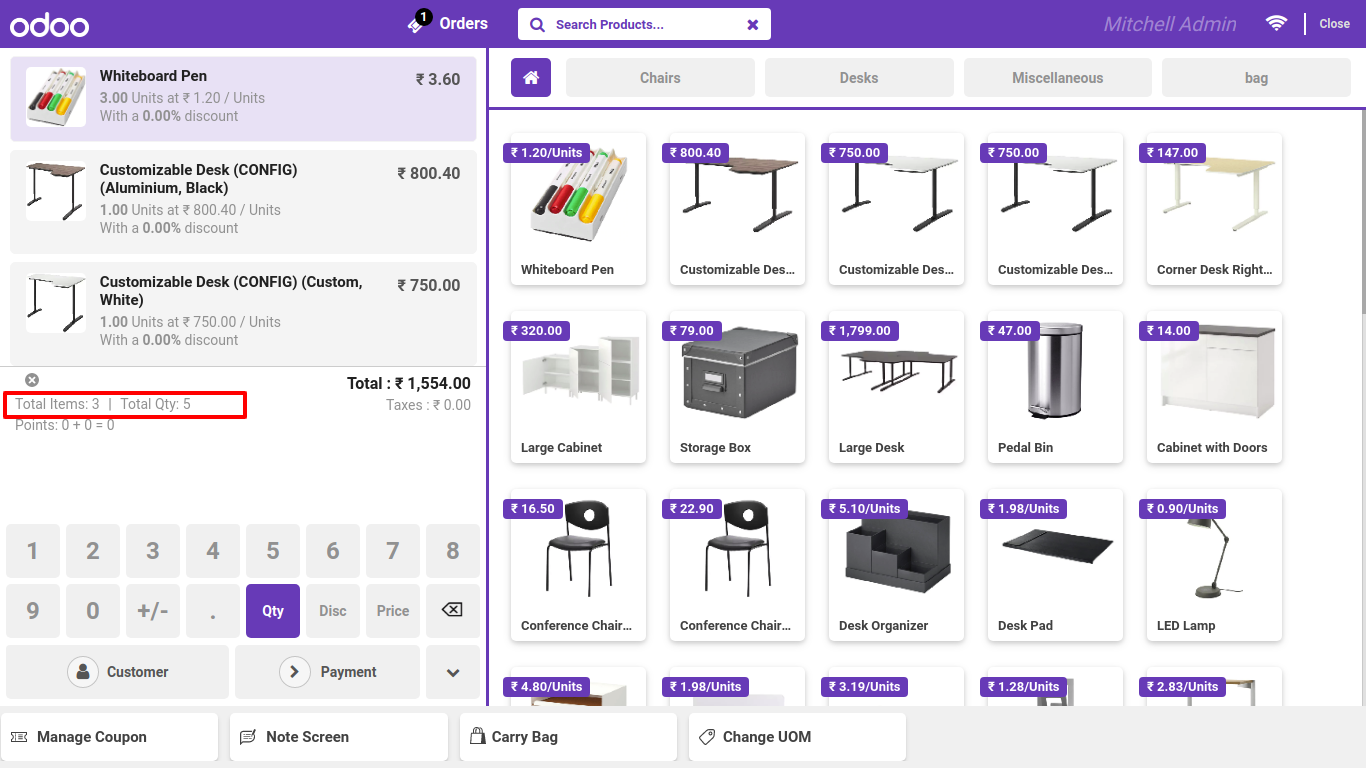 odoo
1
Orders
Search Products...
Mitchell Admin
Close
Whiteboard Pen
₹ 3.60
3.00 Units at ₹ 1.20 / Units
With a 0.00% discount
Customizable Desk (CONFIG)
(Aluminium, Black)
₹ 800.40
1.00 Units at ₹ 800.40 / Units
With a 0.00% discount
Customizable Desk (CONFIG) (Custom,
White)
₹ 750.00
1.00 Units at ₹ 750.00 / Units
With a 0.00% discount
Total : ₹ 1,554.00
Total Items: 3 | Total Qty: 5
Taxes : ₹ 0.00
Points: 0 + 0 = 0
1 2 3 4 5 6 7 8
9 0 +/- . Qty Disc Price
Customer
Payment
Chairs
Desks
Miscellaneous
bag
₹ 1.20/Units
Whiteboard Pen
₹ 800.40
Customizable Des...
₹ 750.00
Customizable Des...
₹ 750.00
Customizable Des...
₹ 147.00
Corner Desk Right...
₹ 320.00
Large Cabinet
₹ 79.00
Storage Box
₹ 1,799.00
Large Desk
₹ 47.00
Pedal Bin
₹ 14.00
Cabinet with Doors
₹ 16.50
Conference Chair...
₹ 22.90
Conference Chair...
₹ 5.10/Units
Desk Organizer
₹ 1.98/Units
Desk Pad
₹ 0.90/Units
LED Lamp
₹ 4.80/Units
₹ 1.98/Units
₹ 3.19/Units
₹ 1.28/Units
₹ 2.83/Units
Manage Coupon
Note Screen
Carry Bag
Change UOM